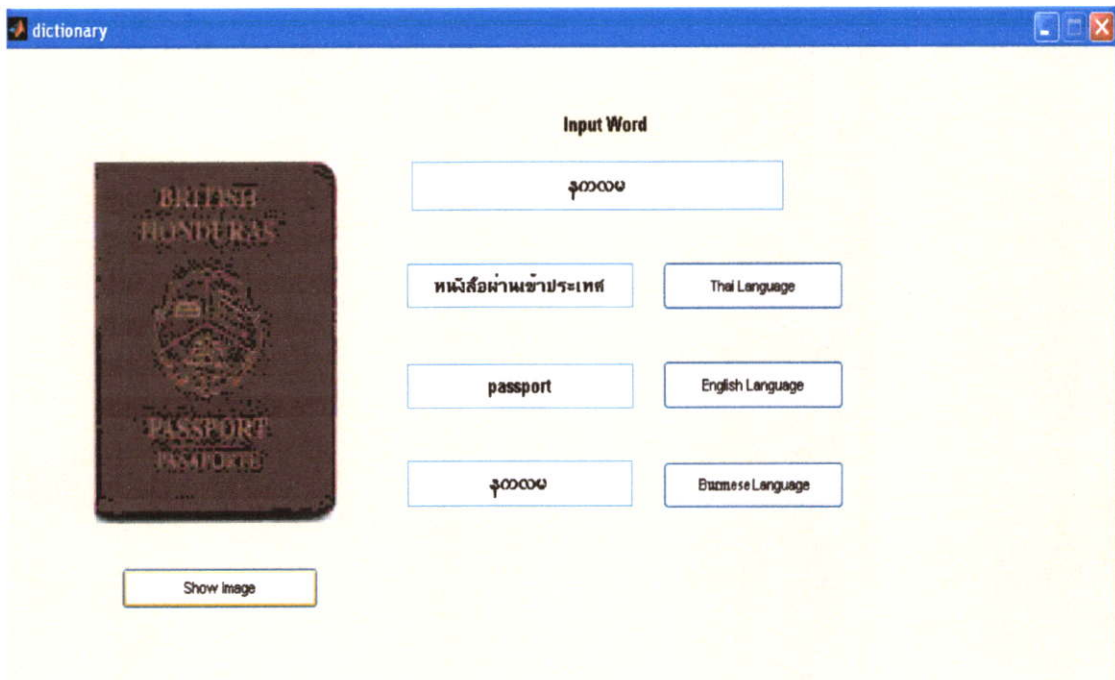 dictionary
Input Word
နကလမ
หนังสือผ่านเข้าประเทศ
Thai Language
passport
English Language
နကလမ
Burmese Language
BRITISH
HONDURAS
PASSPORT
PASAPORTE
Show Image